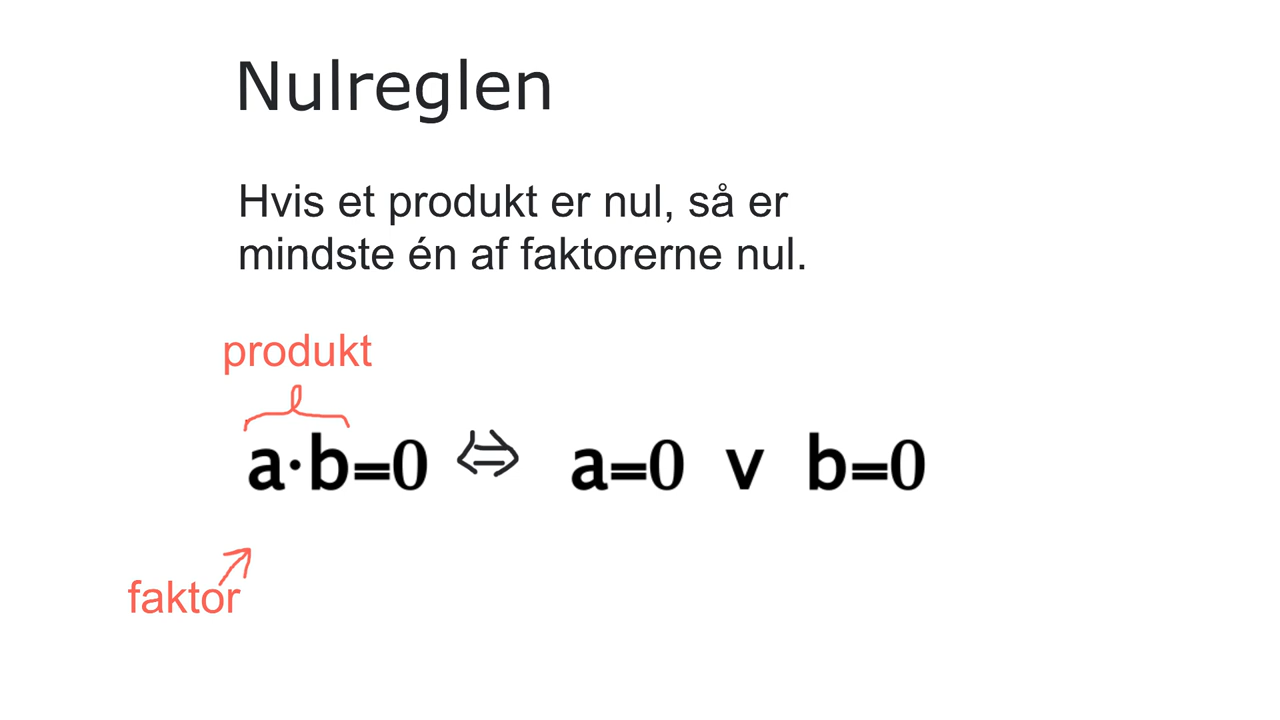 Nulreglen
Hvis et produkt er nul, så er
mindste én af faktorerne nul.
produkt
a·b=0 ⇔ a=0 v b=0
faktor